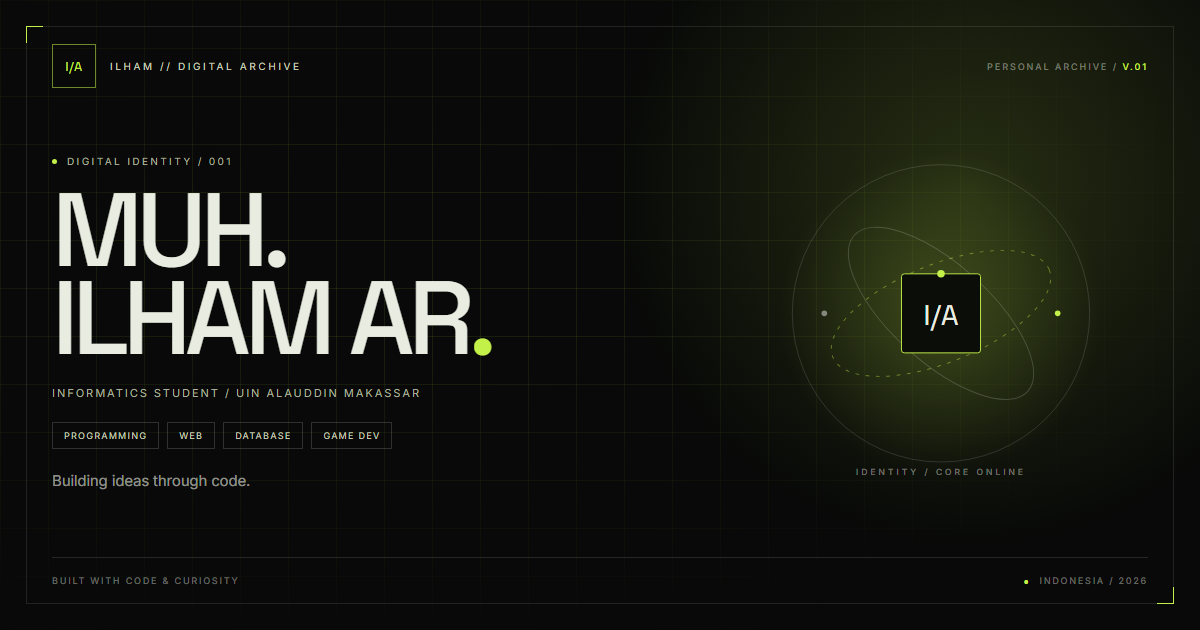 I/A
ILHAM // DIGITAL ARCHIVE
PERSONAL ARCHIVE / V.01
DIGITAL IDENTITY / 001
MUH.
ILHAM AR.
INFORMATICS STUDENT / UIN ALAUDDIN MAKASSAR
PROGRAMMING
WEB
DATABASE
GAME DEV
Building ideas through code.
I/A
IDENTITY / CORE ONLINE
BUILT WITH CODE & CURIOSITY
INDONESIA / 2026